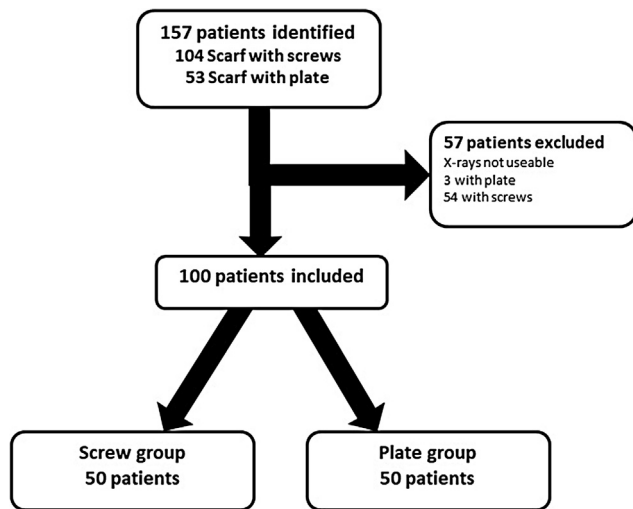 157 patients identified
104 Scarf with screws
53 Scarf with plate
57 patients excluded
X-rays not useable
3 with plate
54 with screws
100 patients included
Screw group
50 patients
Plate group
50 patients